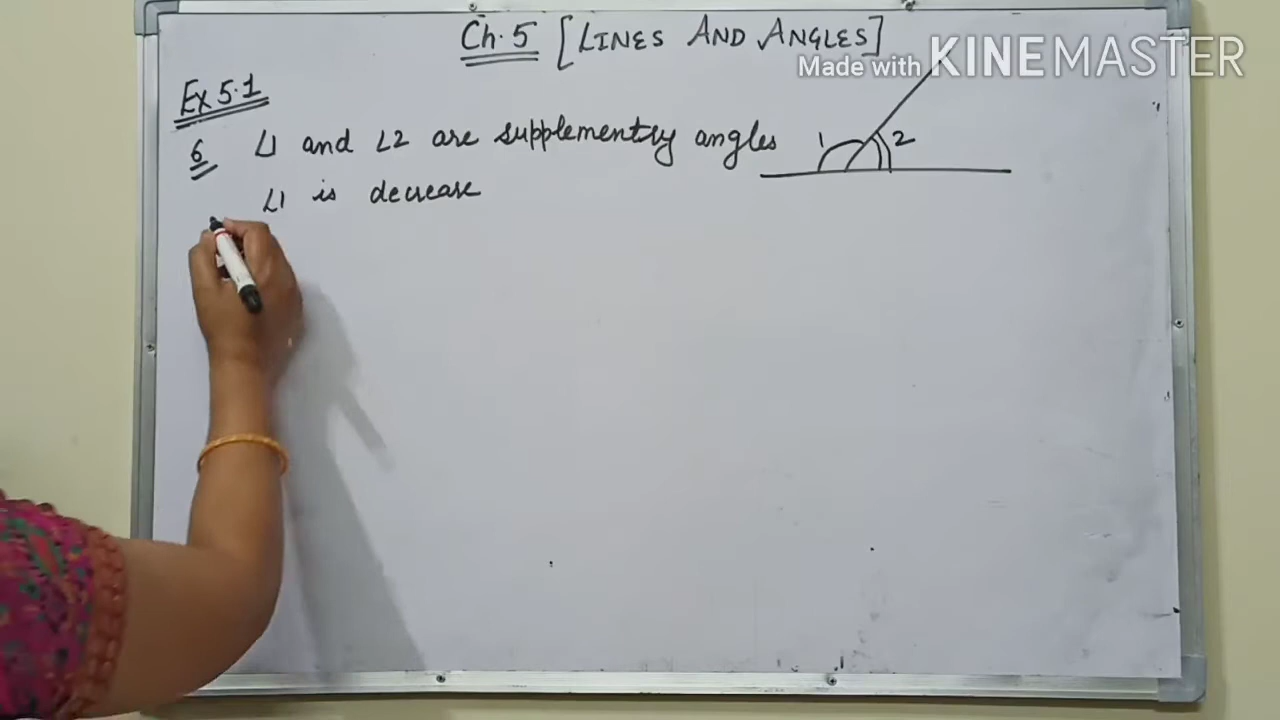 Ch. 5 [LINES AND ANGLES]
Made with KINEMASTER
Ex 5.1
6 ∠1 and ∠2 are supplementry angles
1 2
∠1 is decrease